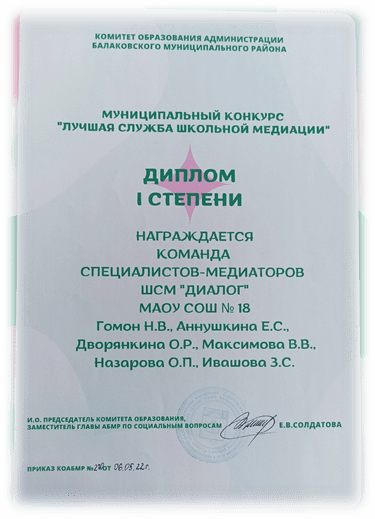 КОМИТЕТ ОБРАЗОВАНИЯ АДМИНИСТРАЦИИ
БАЛАКОВСКОГО МУНИЦИПАЛЬНОГО РАЙОНА
МУНИЦИПАЛЬНЫЙ КОНКУРС
"ЛУЧШАЯ СЛУЖБА ШКОЛЬНОЙ МЕДИАЦИИ"
ДИПЛОМ
I СТЕПЕНИ
НАГРАЖДАЕТСЯ
КОМАНДА
СПЕЦИАЛИСТОВ-МЕДИАТОРОВ
ШСМ "ДИАЛОГ"
МАОУ СОШ № 18
Гомон Н.В., Аннушкина Е.С.,
Дворянкина О.Р., Максимова В.В.,
Назарова О.П., Ивашова З.С.
И.О. ПРЕДСЕДАТЕЛЬ КОМИТЕТА ОБРАЗОВАНИЯ,
ЗАМЕСТИТЕЛЬ ГЛАВЫ АБМР ПО СОЦИАЛЬНЫМ ВОПРОСАМ Е.В.СОЛДАТОВА
ПРИКАЗ КОАБМР № ОТ 06.05.22г.